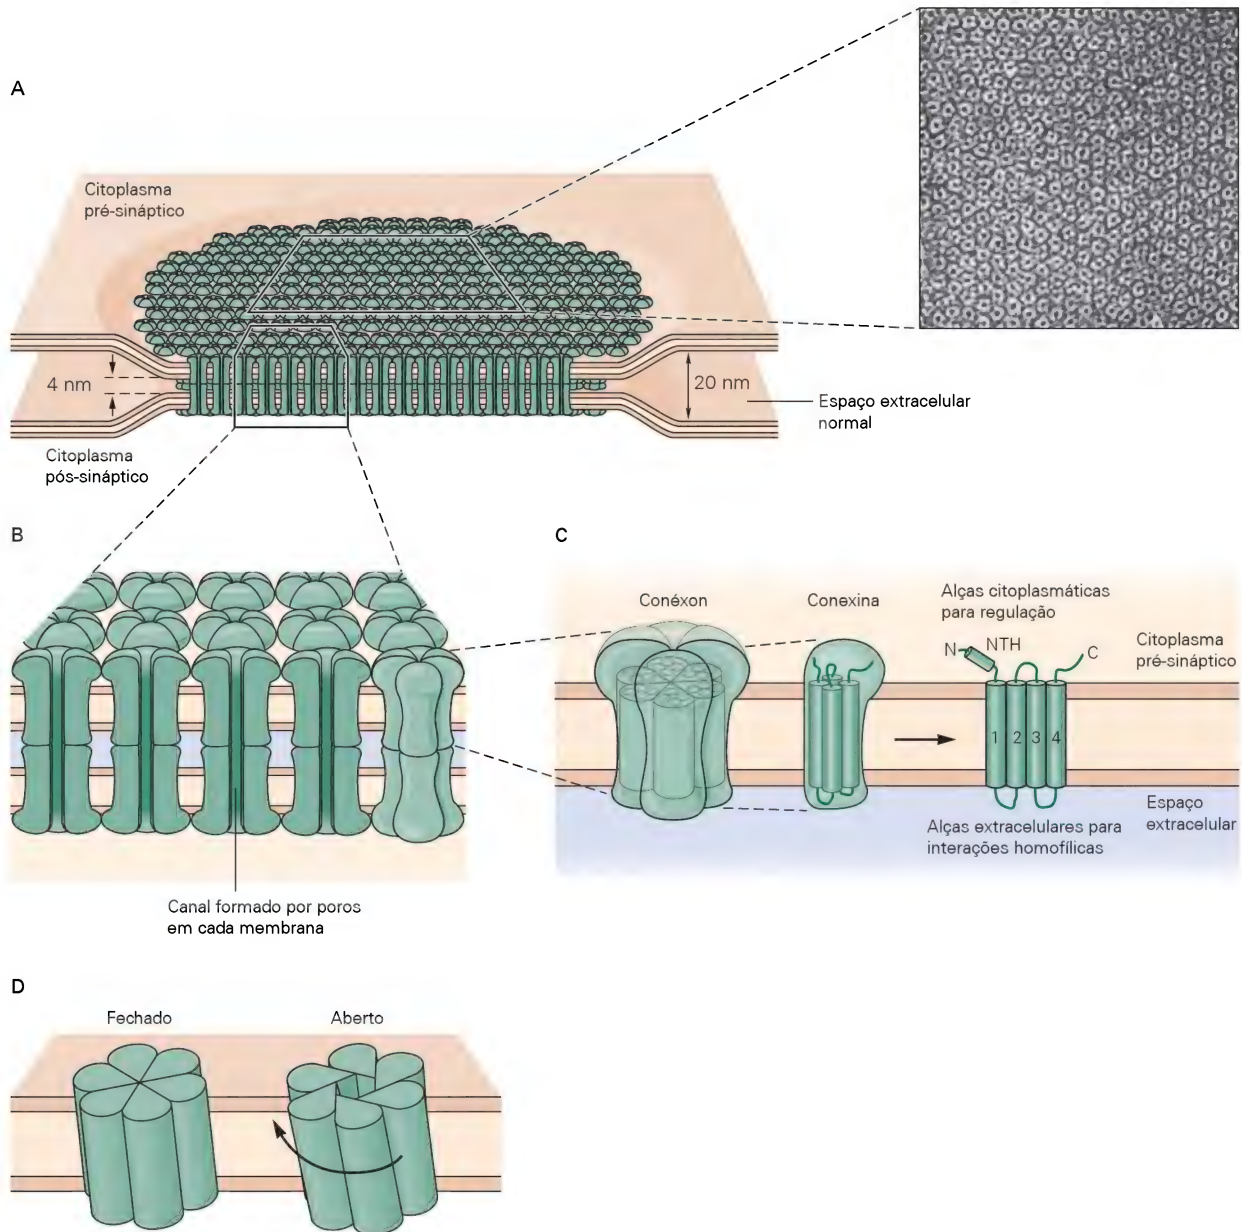 A
Citoplasma
pré-sináptico
4 nm
20 nm
Espaço extracelular
normal
Citoplasma
pós-sináptico
B
Canal formado por poros
em cada membrana
C
Conéxon
Conexina
Alças citoplasmáticas
para regulação
N
NTH
C
Citoplasma
pré-sináptico
1 2 3 4
Alças extracelulares para
interações homofílicas
Espaço
extracelular
D
Fechado
Aberto